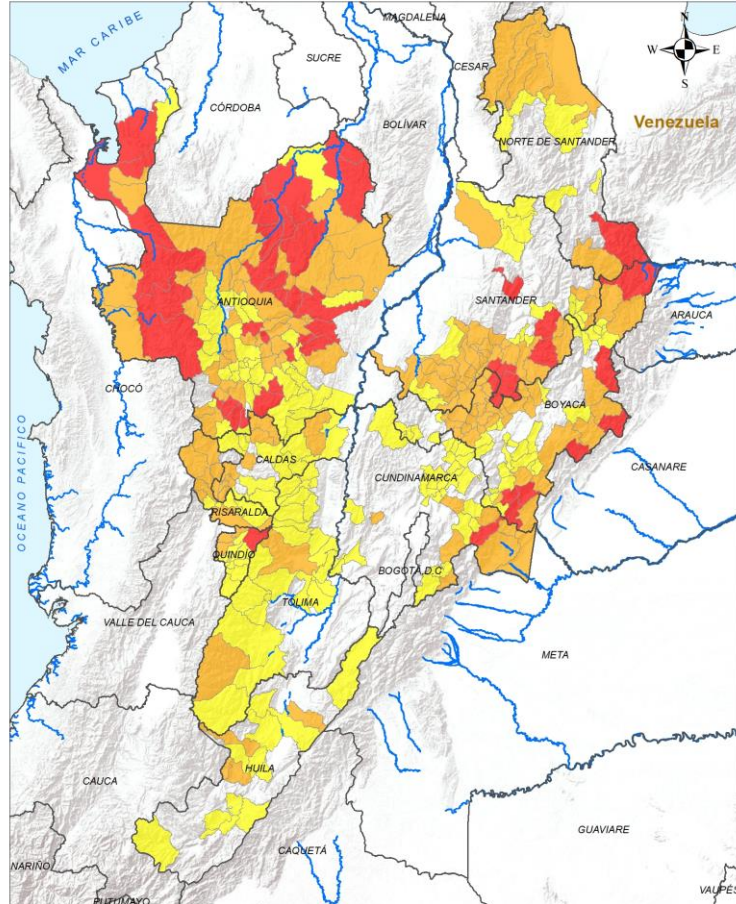 MAGDALENA
N
W E
S
MAR CARIBE
SUCRE
CESAR
CÓRDOBA
BOLÍVAR
Venezuela
NORTE DE SANTANDER
ANTIOQUIA
SANTANDER
ARAUCA
CHOCÓ
BOYACÁ
OCEANO PACIFICO
CALDAS
CUNDINAMARCA
CASANARE
RISARALDA
QUINDÍO
BOGOTÁ, D.C
TOLIMA
VALLE DEL CAUCA
META
HUILA
CAUCA
GUAVIARE
CAQUETÁ
NARIÑO
PUTUMAYO
VAUPÉS